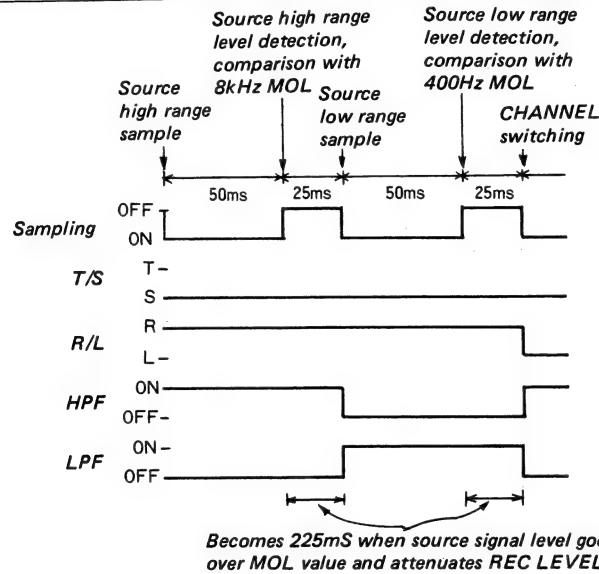 Source high range
level detection,
comparison with
8kHz MOL
Source low range
level detection,
comparison with
400Hz MOL
Source
high range
sample
Source
low range
sample
CHANNEL
switching
50ms
25ms
50ms
25ms
Sampling
OFF
ON
T/S
T
S
R/L
R
L
HPF
ON
OFF
LPF
ON
OFF
Becomes 225mS when source signal level goe
over MOL value and attenuates REC LEVEL